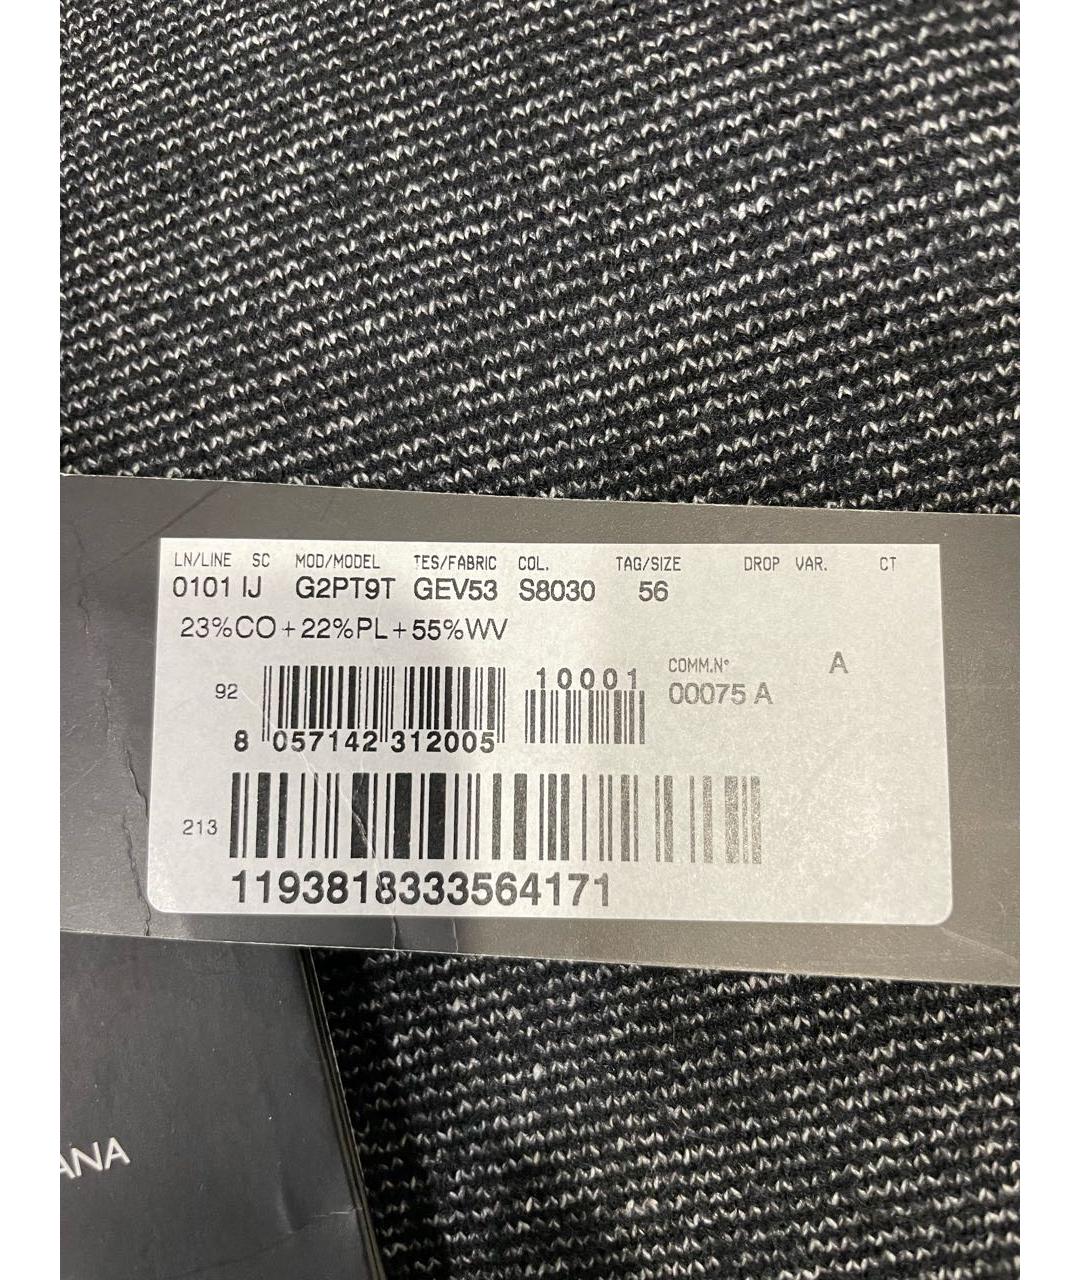 LN/LINE SC MOD/MODEL TES/FABRIC COL. TAG/SIZE DROP VAR. CT
0101 IJ G2PT9T GEV53 S8030 56
23%CO+22%PL+55%WV
COMM.N° A
92 10001 00075 A
8 057142 312005
213
1193818333564171
ANA